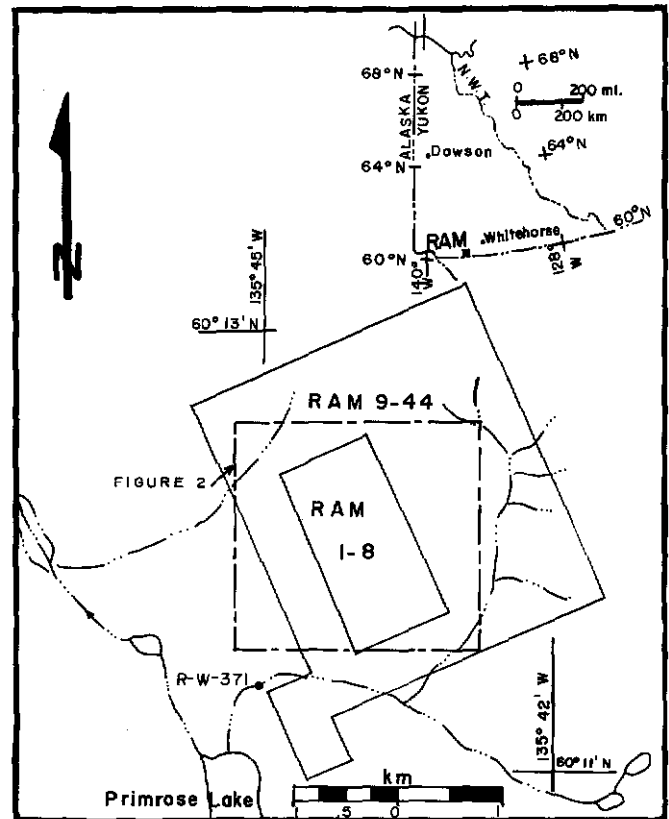 68°N
N.W.T.
68°N
0 200 mi.
0 200 km
ALASKA
YUKON
Dawson
64°N
64°N
RAM
Whitehorse
60°N
60°N
140° W
128° W
135° 45' W
60° 13' N
N
RAM 9-44
FIGURE 2
RAM
1-8
R-W-371
135° 42' W
60° 11' N
km
.5 0 1
Primrose Lake